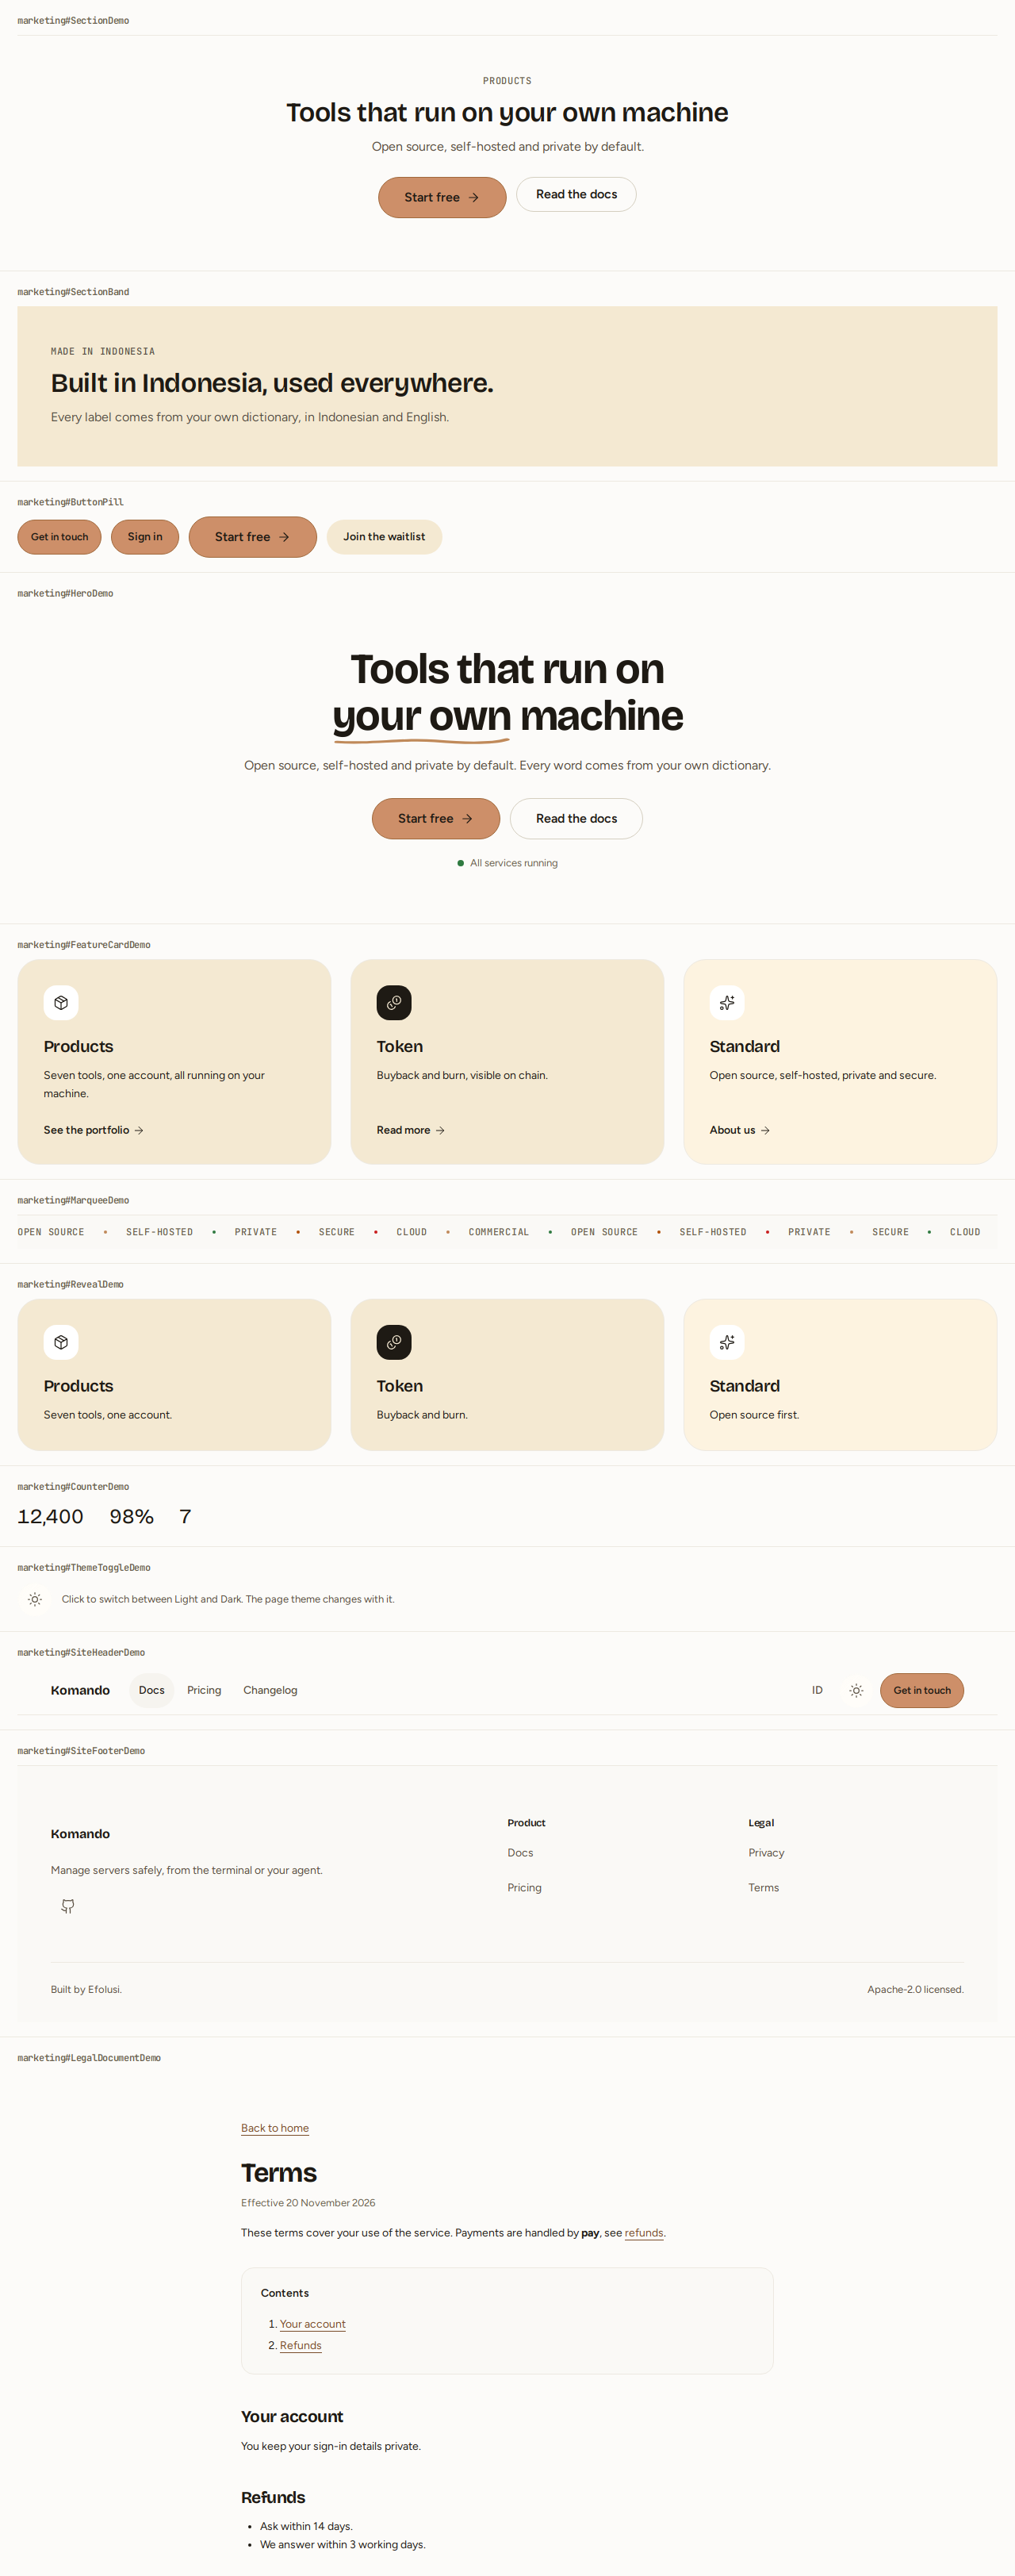 marketing#SectionDemo
PRODUCTS
Tools that run on your own machine
Open source, self-hosted and private by default.
Start free → Read the docs
marketing#SectionBand
MADE IN INDONESIA
Built in Indonesia, used everywhere.
Every label comes from your own dictionary, in Indonesian and English.
marketing#ButtonPill
Get in touch Sign in Start free → Join the waitlist
marketing#HeroDemo
Tools that run on
your own machine
Open source, self-hosted and private by default. Every word comes from your own dictionary.
Start free → Read the docs
All services running
marketing#FeatureCardDemo
Products
Seven tools, one account, all running on your
machine.
See the portfolio →
Token
Buyback and burn, visible on chain.
Read more →
Standard
Open source, self-hosted, private and secure.
About us →
marketing#MarqueeDemo
OPEN SOURCE • SELF-HOSTED • PRIVATE • SECURE • CLOUD • COMMERCIAL • OPEN SOURCE • SELF-HOSTED • PRIVATE • SECURE • CLOUD
marketing#RevealDemo
Products
Seven tools, one account.
Token
Buyback and burn.
Standard
Open source first.
marketing#CounterDemo
12,400 98% 7
marketing#ThemeToggleDemo
Click to switch between Light and Dark. The page theme changes with it.
marketing#SiteHeaderDemo
Komando Docs Pricing Changelog ID Get in touch
marketing#SiteFooterDemo
Komando
Manage servers safely, from the terminal or your agent.
Product
Docs
Pricing
Legal
Privacy
Terms
Built by Efolusi. Apache-2.0 licensed.
marketing#LegalDocumentDemo
Back to home
Terms
Effective 20 November 2026
These terms cover your use of the service. Payments are handled by pay, see refunds.
Contents
1. Your account
2. Refunds
Your account
You keep your sign-in details private.
Refunds
• Ask within 14 days.
• We answer within 3 working days.